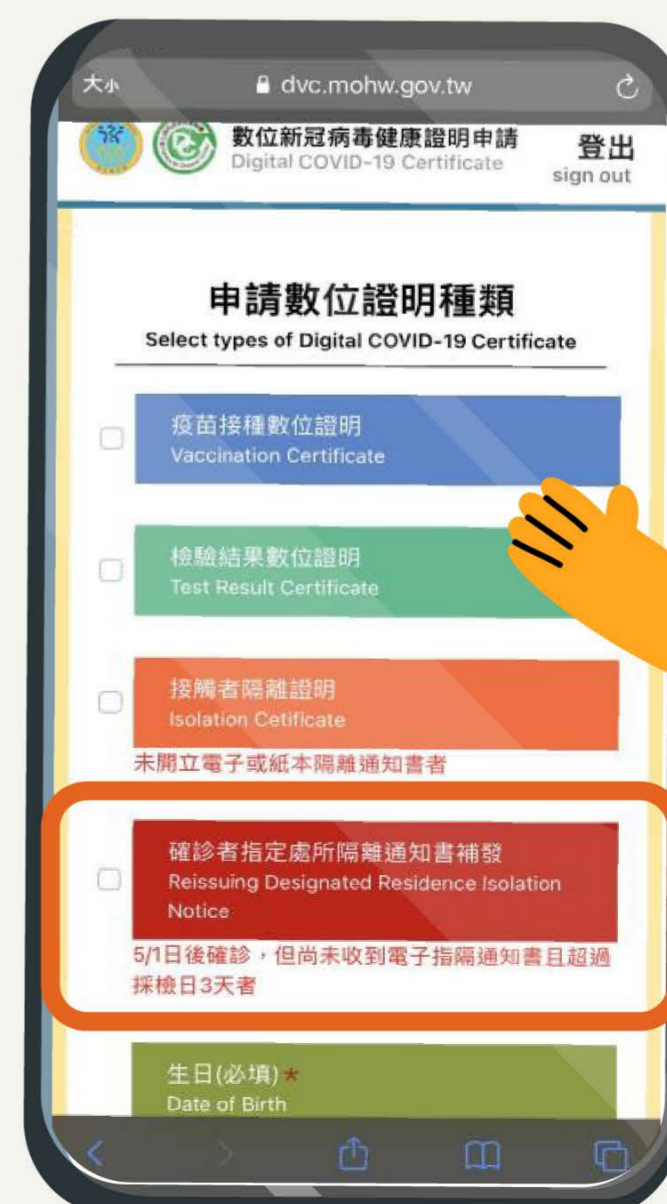 大小 dvc.mohw.gov.tw
數位新冠病毒健康證明申請 登出
Digital COVID-19 Certificate sign out
申請數位證明種類
Select types of Digital COVID-19 Certificate
疫苗接種數位證明
Vaccination Certificate
檢驗結果數位證明
Test Result Certificate
接觸者隔離證明
Isolation Cetificate
未開立電子或紙本隔離通知書者
確診者指定處所隔離通知書補發
Reissuing Designated Residence Isolation
Notice
5/1日後確診，但尚未收到電子指隔通知書且超過
採檢日3天者
生日(必填)*
Date of Birth